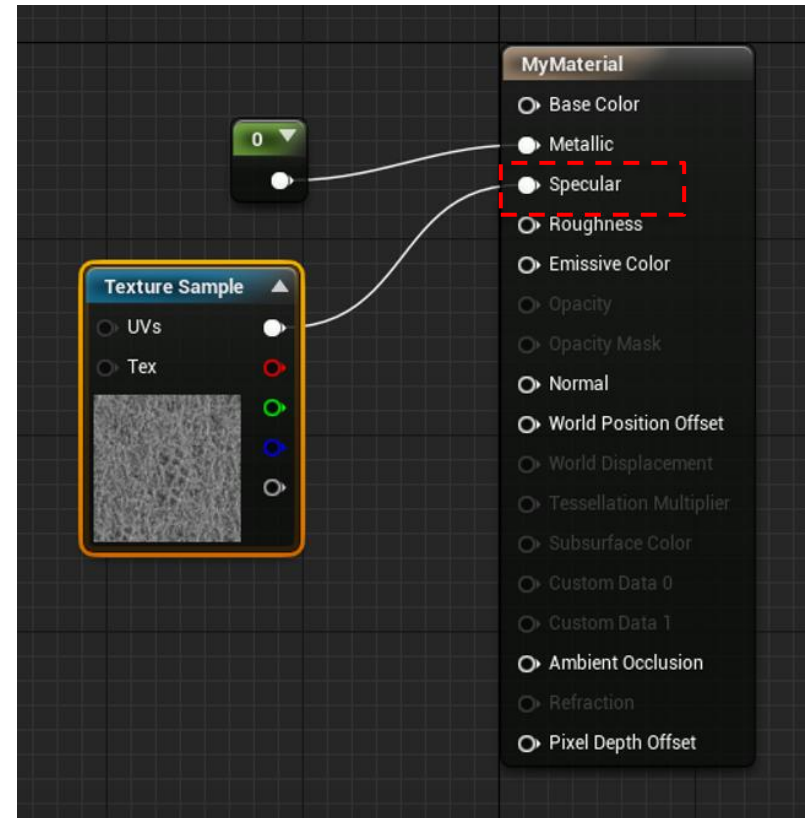 MyMaterial
Base Color
0
Metallic
Specular
Roughness
Texture Sample
Emissive Color
UVs
Opacity
Tex
Opacity Mask
Normal
World Position Offset
World Displacement
Tessellation Multiplier
Subsurface Color
Custom Data 0
Custom Data 1
Ambient Occlusion
Refraction
Pixel Depth Offset